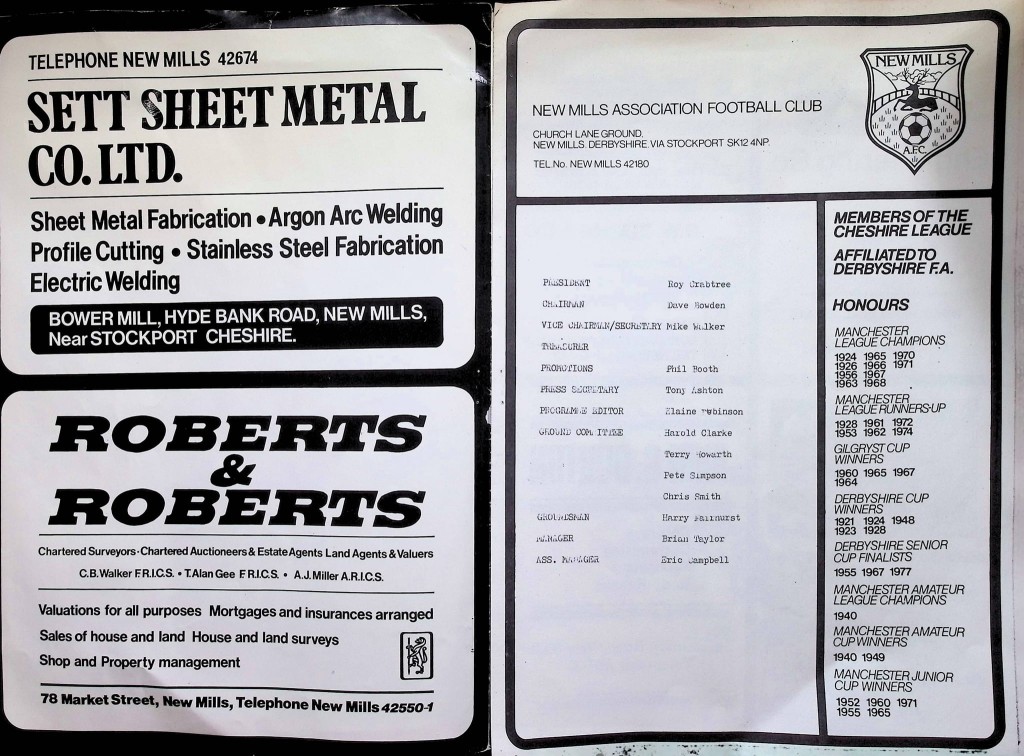 TELEPHONE NEW MILLS 42674
SETT SHEET METAL
CO. LTD.
Sheet Metal Fabrication • Argon Arc Welding
Profile Cutting • Stainless Steel Fabrication
Electric Welding
BOWER MILL, HYDE BANK ROAD, NEW MILLS,
Near STOCKPORT CHESHIRE.
ROBERTS
&
ROBERTS
Chartered Surveyors · Chartered Auctioneers & Estate Agents Land Agents & Valuers
C.B. Walker F.R.I.C.S. • T. Alan Gee F.R.I.C.S. • A.J. Miller A.R.I.C.S.
Valuations for all purposes Mortgages and insurances arranged
Sales of house and land House and land surveys
Shop and Property management
78 Market Street, New Mills, Telephone New Mills 42550-1
NEW MILLS ASSOCIATION FOOTBALL CLUB
CHURCH LANE GROUND.
NEW MILLS. DERBYSHIRE. VIA STOCKPORT SK12 4NP.
TEL. No. NEW MILLS 42180
NEW MILLS
A.F.C.
PRESIDENT Roy Crabtree
CHAIRMAN Dave Bowden
VICE CHAIRMAN/SECRETARY Mike Walker
TREASURER
PROMOTIONS Phil Booth
PRESS SECRETARY Tony Ashton
PROGRAMME EDITOR Elaine Robinson
GROUND COMMITTEE Harold Clarke
Terry Howarth
Pete Simpson
Chris Smith
GROUNDSMAN Harry Fairhurst
MANAGER Brian Taylor
ASS. MANAGER Eric Campbell
MEMBERS OF THE
CHESHIRE LEAGUE
AFFILIATED TO
DERBYSHIRE F.A.
HONOURS
MANCHESTER
LEAGUE CHAMPIONS
1924 1965 1970
1926 1966 1971
1956 1967
1963 1968
MANCHESTER
LEAGUE RUNNERS-UP
1928 1961 1972
1953 1962 1974
GILGRYST CUP
WINNERS
1960 1965 1967
1964
DERBYSHIRE CUP
WINNERS
1921 1924 1948
1923 1928
DERBYSHIRE SENIOR
CUP FINALISTS
1955 1967 1977
MANCHESTER AMATEUR
LEAGUE CHAMPIONS
1940
MANCHESTER AMATEUR
CUP WINNERS
1940 1949
MANCHESTER JUNIOR
CUP WINNERS
1952 1960 1971
1955 1965